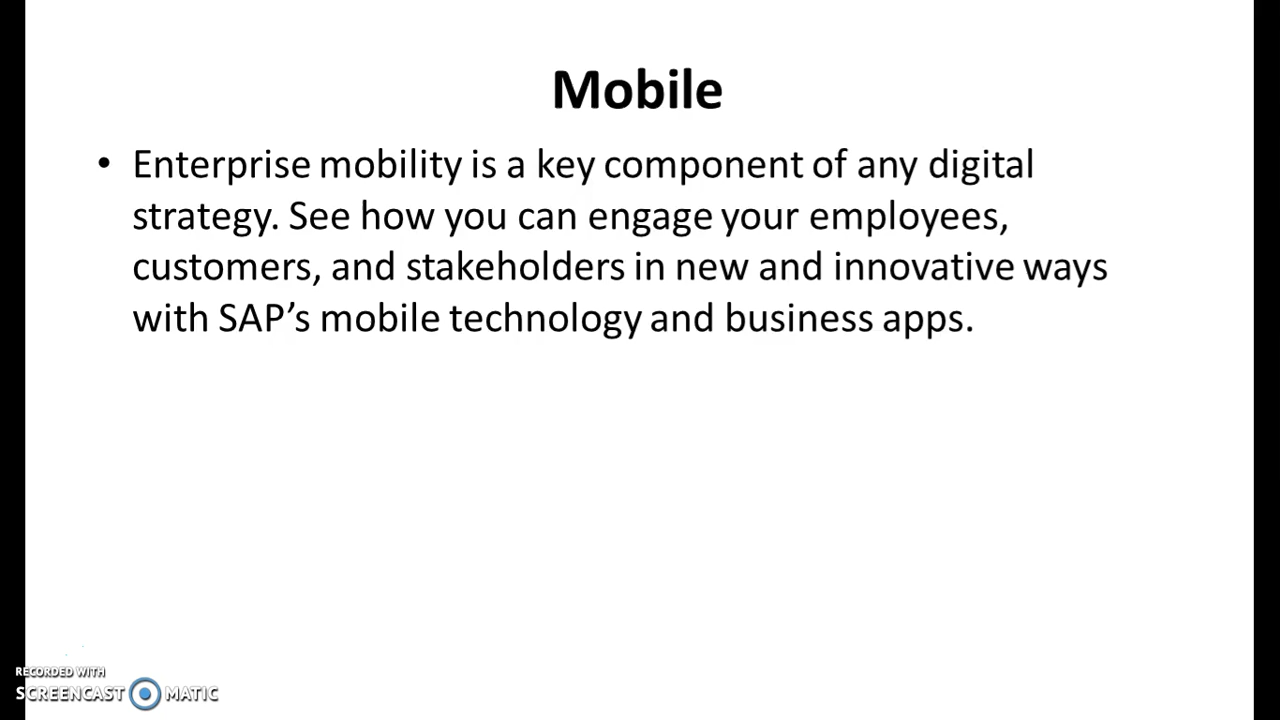 Mobile
• Enterprise mobility is a key component of any digital
strategy. See how you can engage your employees,
customers, and stakeholders in new and innovative ways
with SAP’s mobile technology and business apps.
RECORDED WITH
SCREENCAST MATIC